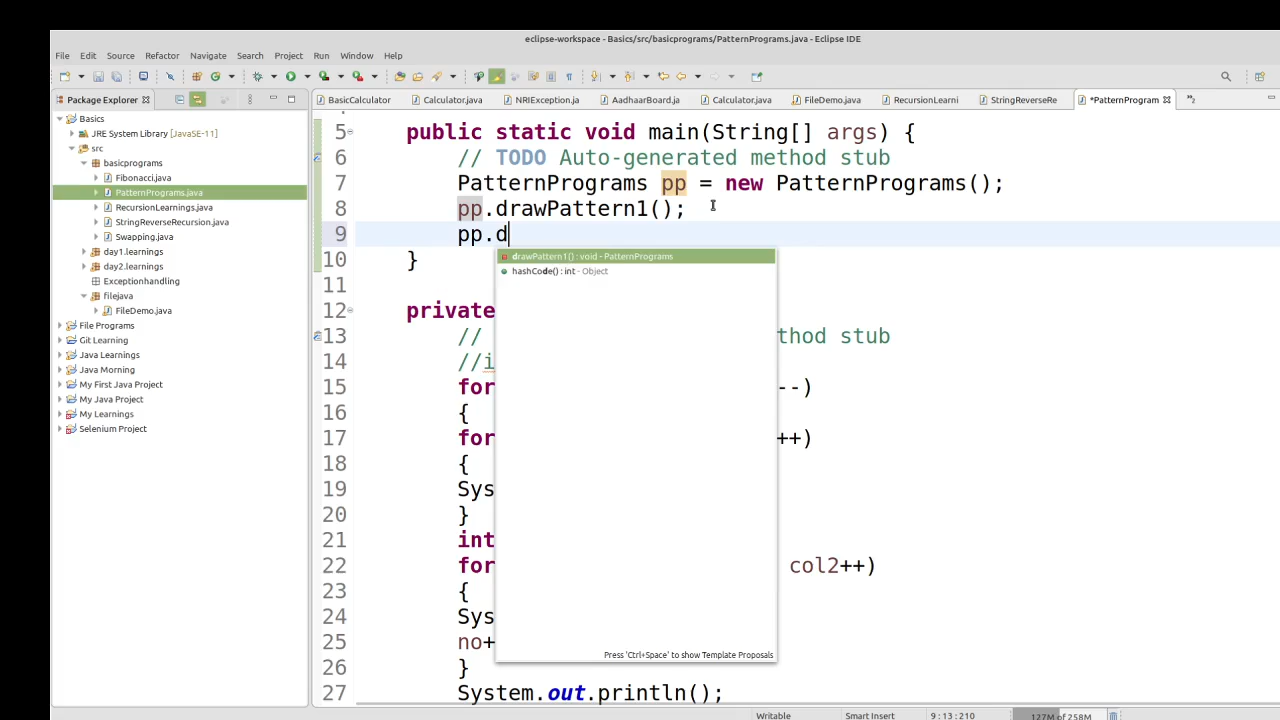 eclipse-workspace - Basics/src/basicprograms/PatternPrograms.java - Eclipse IDE
File Edit Source Refactor Navigate Search Project Run Window Help
Package Explorer
BasicCalculator Calculator.java NRIException.ja AadhaarBoard.ja Calculator.java FileDemo.java RecursionLearni StringReverseRe *PatternProgram »2
Basics
JRE System Library [JavaSE-11]
src
basicprograms
Fibonacci.java
PatternPrograms.java
RecursionLearnings.java
StringReverseRecursion.java
Swapping.java
day1.learnings
day2.learnings
Exceptionhandling
filejava
FileDemo.java
File Programs
Git Learning
Java Learnings
Java Morning
My First Java Project
My Java Project
My Learnings
Selenium Project
5 public static void main(String[] args) {
6 // TODO Auto-generated method stub
7 PatternPrograms pp = new PatternPrograms();
8 pp.drawPattern1();
9 pp.d
10 }
11
12 private
13 // thod stub
14 //i
15 for --)
16 {
17 for ++)
18 {
19 Sys
20 }
21 int
22 for col2++)
23 {
24 Sys
25 no+
26 }
27 System.out.println();
drawPattern1() : void - PatternPrograms
hashCode() : int - Object
Press 'Ctrl+Space' to show Template Proposals
Writable Smart Insert 9 : 13 : 210 127M of 258M